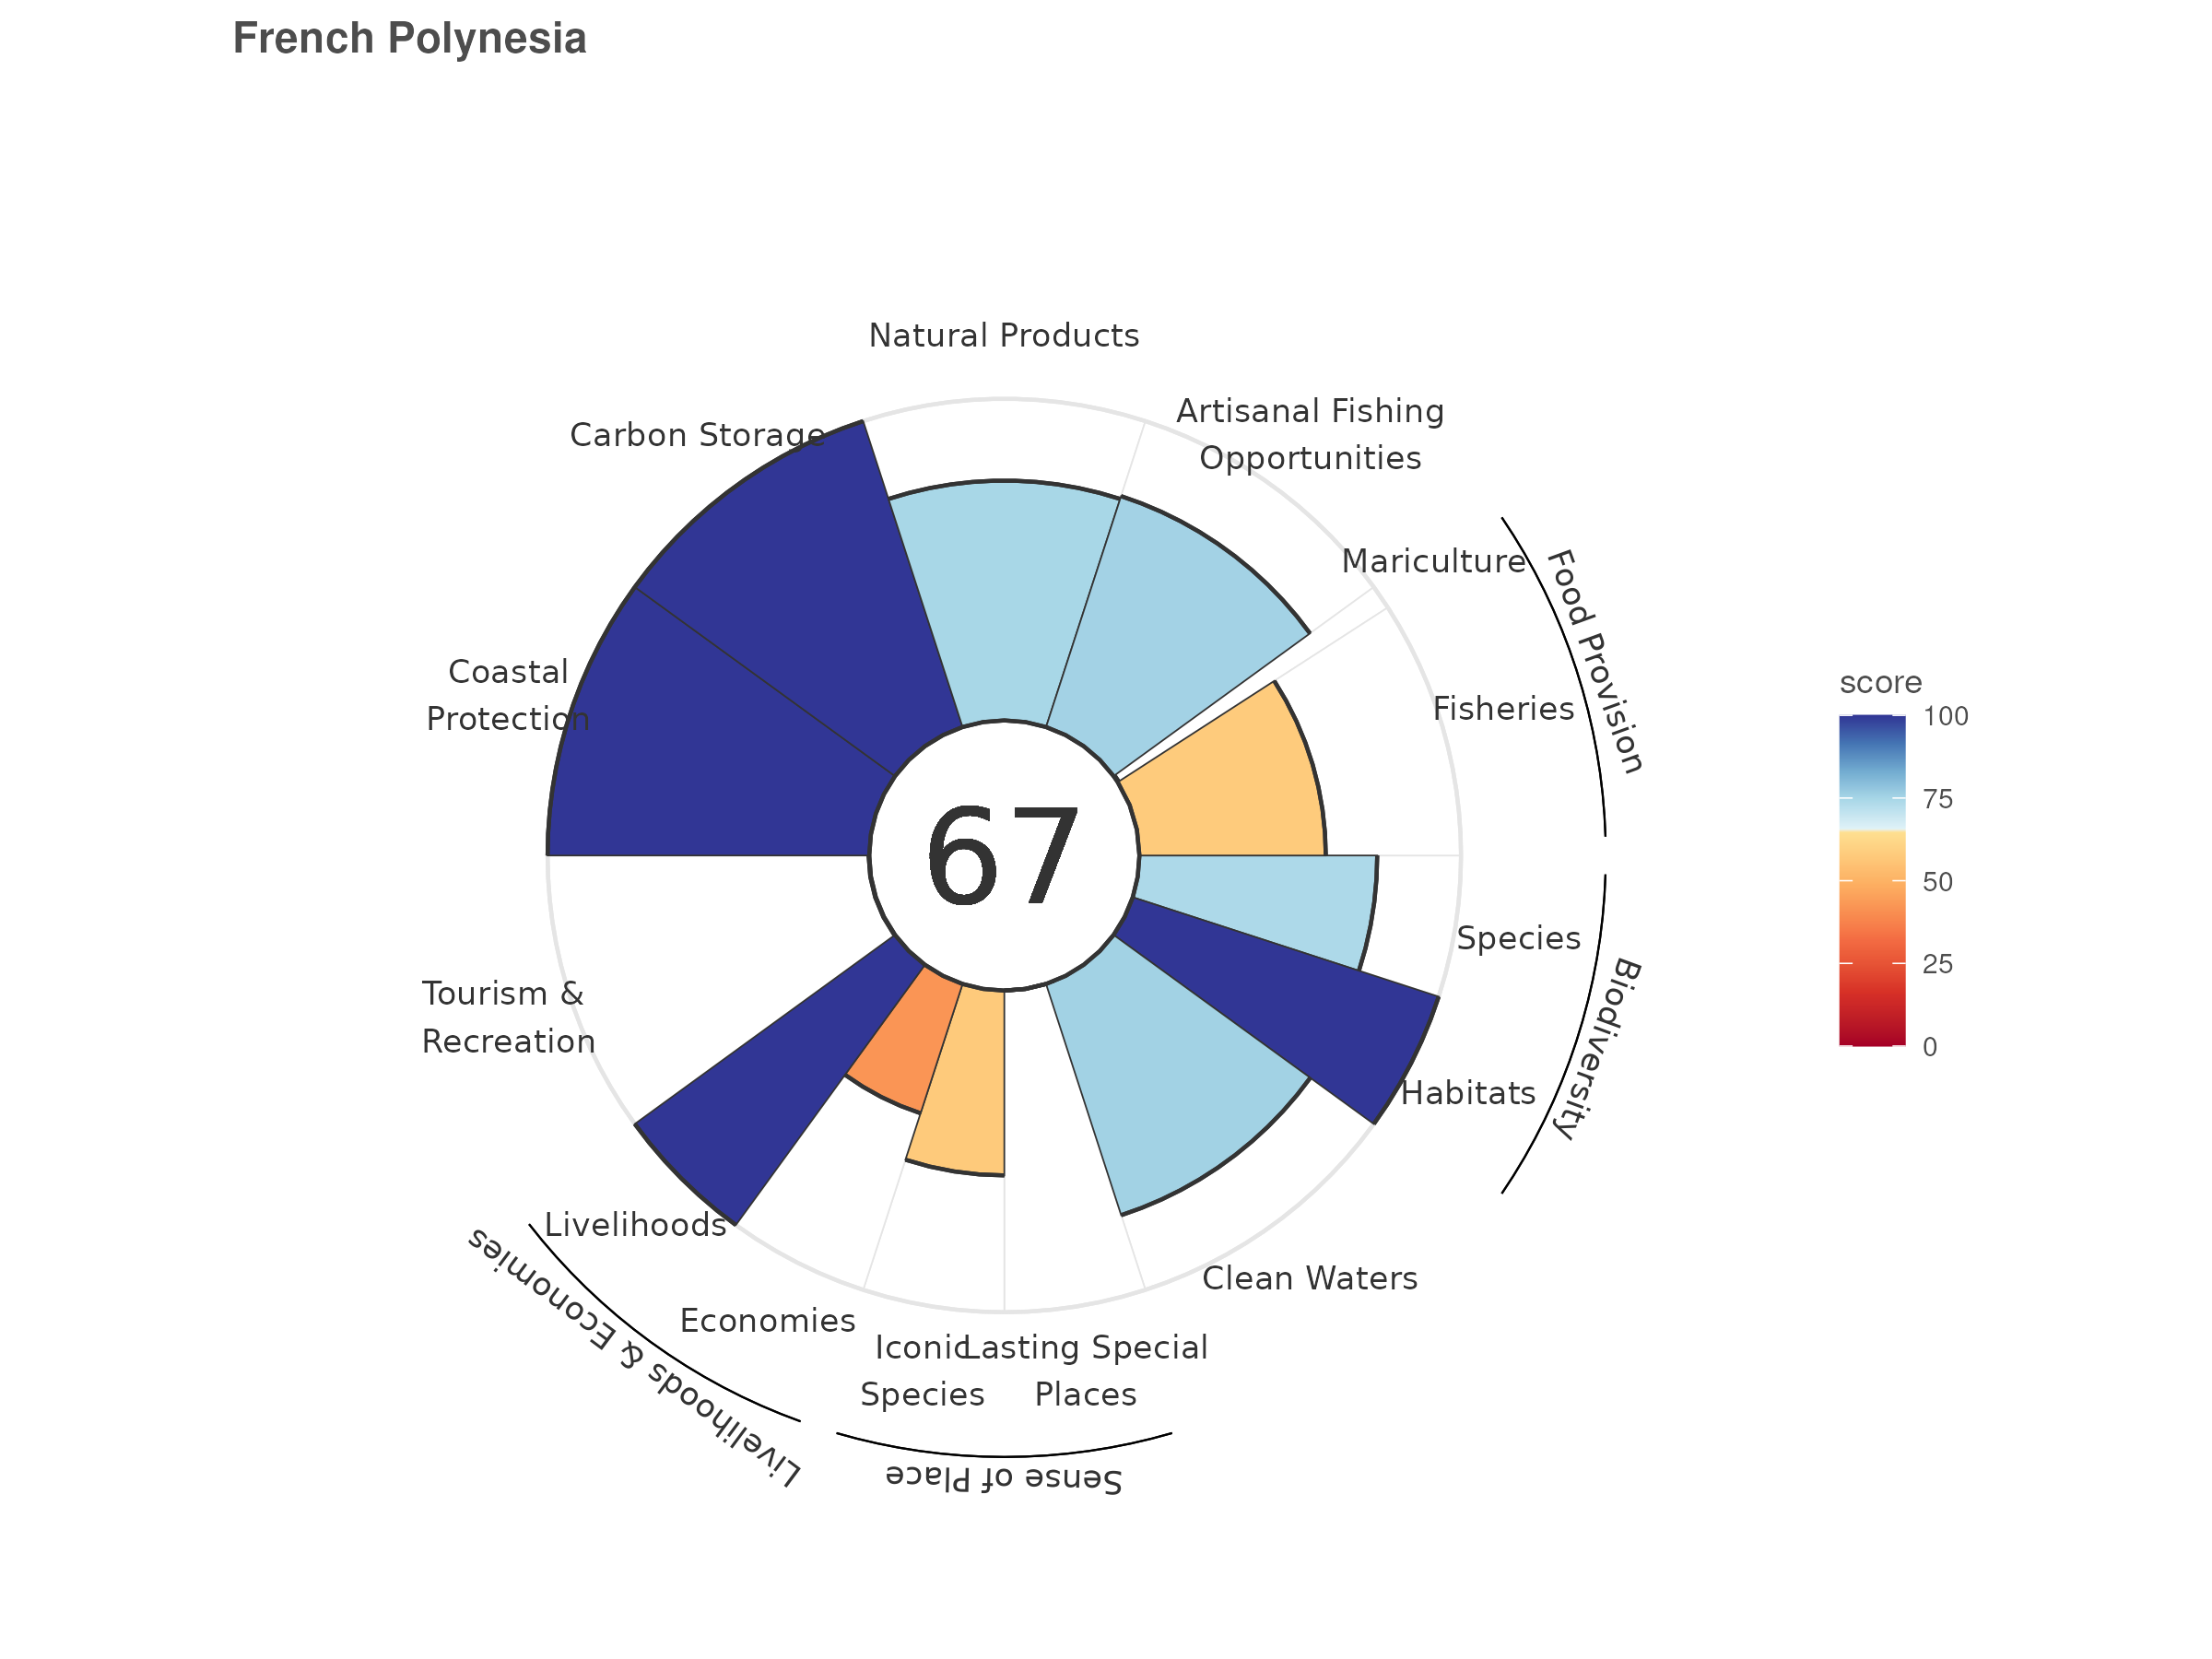 French Polynesia
Natural Products
Artisanal Fishing
Opportunities
Carbon Storage
Mariculture
Food Provision
Fisheries
Coastal
Protection
score
100
75
50
25
0
67
Species
Biodiversity
Habitats
Tourism &
Recreation
Livelihoods
Livelihoods & Economies
Clean Waters
Economies
Iconic
Species
Lasting Special
Places
Sense of Place